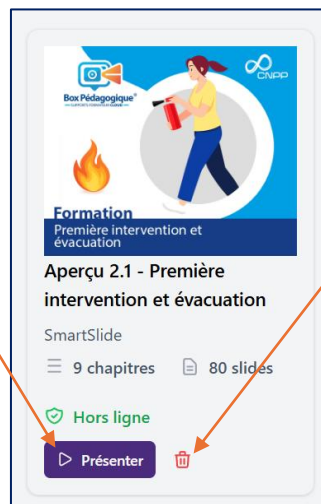 Box Pédagogique®
CNPP
Formation
Première intervention et
évacuation
Aperçu 2.1 - Première
intervention et évacuation
SmartSlide
9 chapitres 80 slides
Hors ligne
Présenter